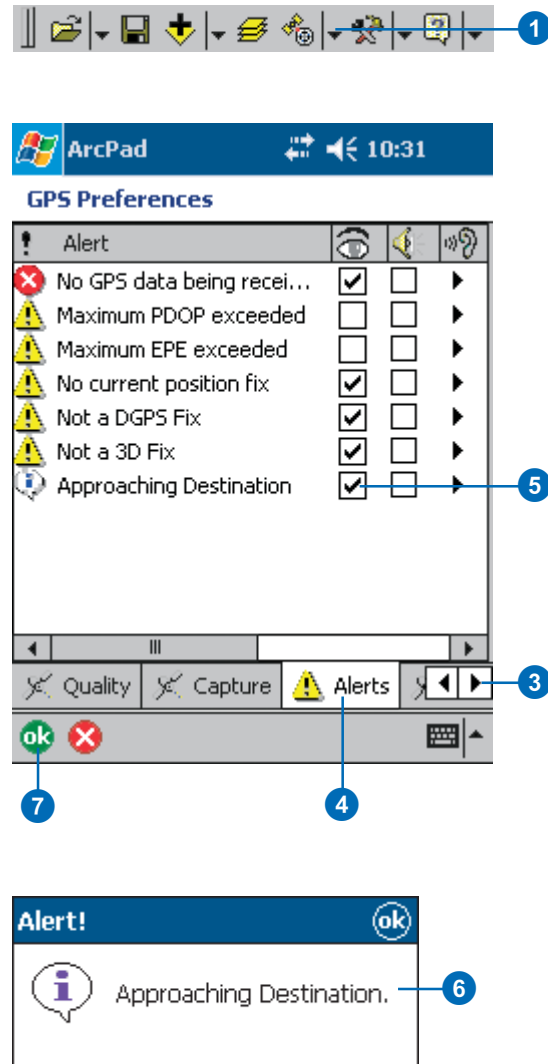 1
ArcPad 10:31
GPS Preferences
! Alert
No GPS data being recei...
Maximum PDOP exceeded
Maximum EPE exceeded
No current position fix
Not a DGPS Fix
Not a 3D Fix
Approaching Destination
5
Quality Capture Alerts
3
ok
7 4
Alert! ok
Approaching Destination.
6